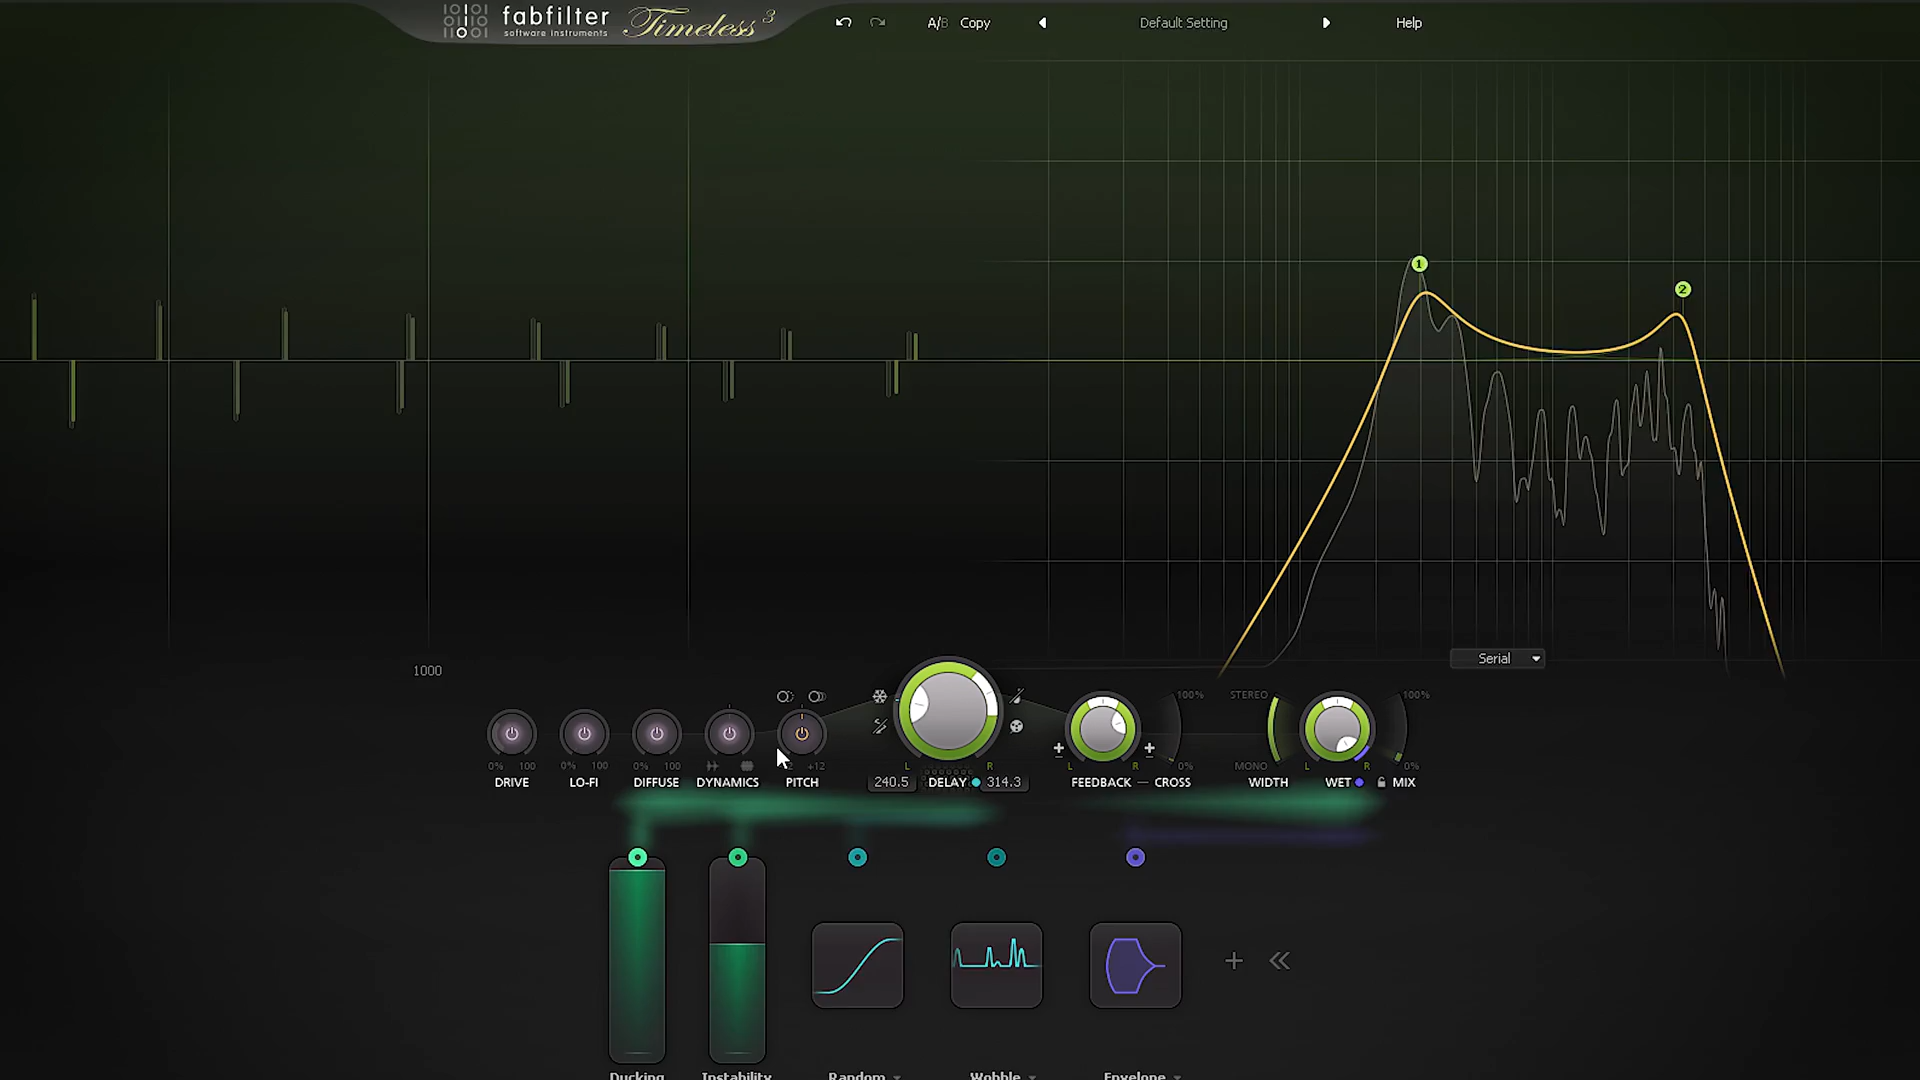 fabfilter
software instruments
Timeless 3
A/B Copy
Default Setting
Help
1
2
1000
Serial
0% 100
DRIVE
0% 100
LO-FI
0% 100
DIFFUSE
DYNAMICS
+12
PITCH
L R
240.5 DELAY 314.3
100%
0%
L R
FEEDBACK — CROSS
STEREO
MONO
WIDTH
L R
WET
100%
0%
MIX
Ducking
Instability
Random
Wobble
Envelope